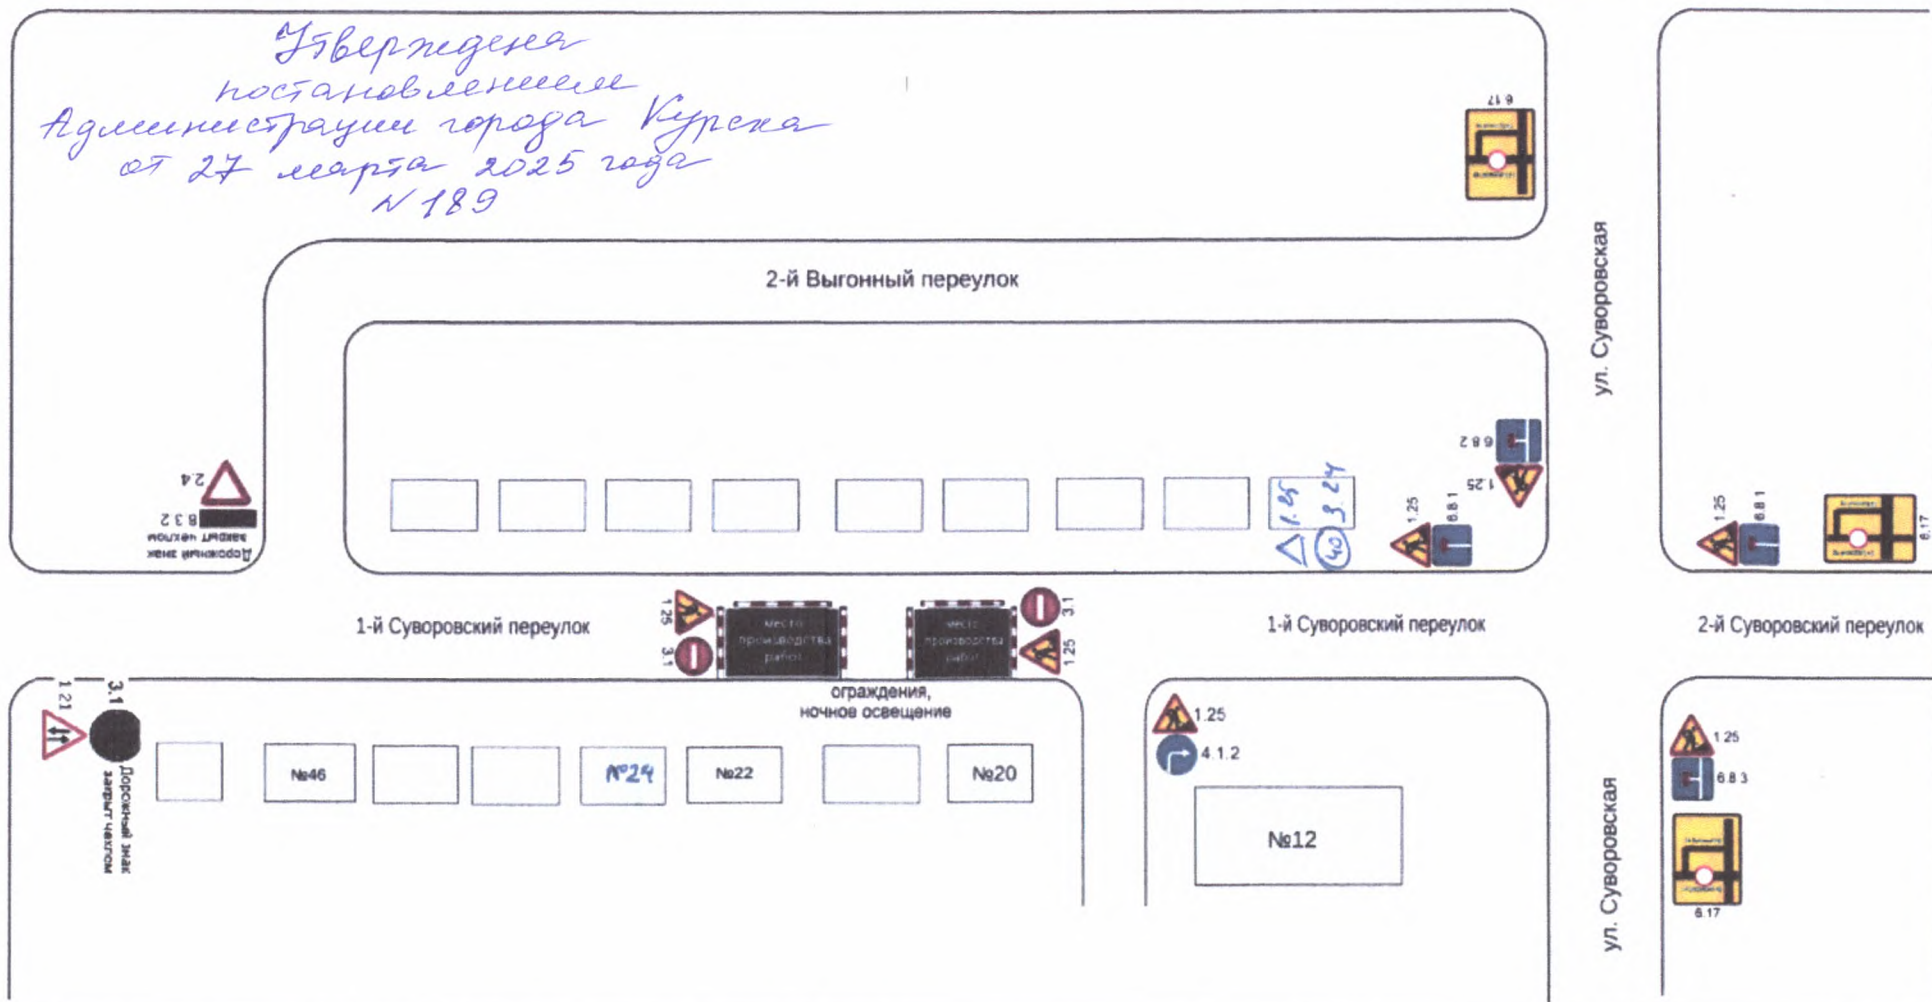 Утверждена
постановлением
Администрации города Курска
от 27 марта 2025 года
N 189
6.17
2-й Выгонный переулок
ул. Суворовская
2.4
8.3.2
Дорожный знак
закрыт чехлом
6.8.2
1.25
1.25
3.24
40
1.25
6.8.1
1.25
6.8.1
6.17
1-й Суворовский переулок
1.25
3.1
место
производства
работ
место
производства
работ
3.1
1.25
1-й Суворовский переулок
2-й Суворовский переулок
ограждения,
ночное освещение
1.21
3.1
Дорожный знак
закрыт чехлом
№46
№24
№22
№20
1.25
4.1.2
№12
ул. Суворовская
1.25
6.8.3
6.17